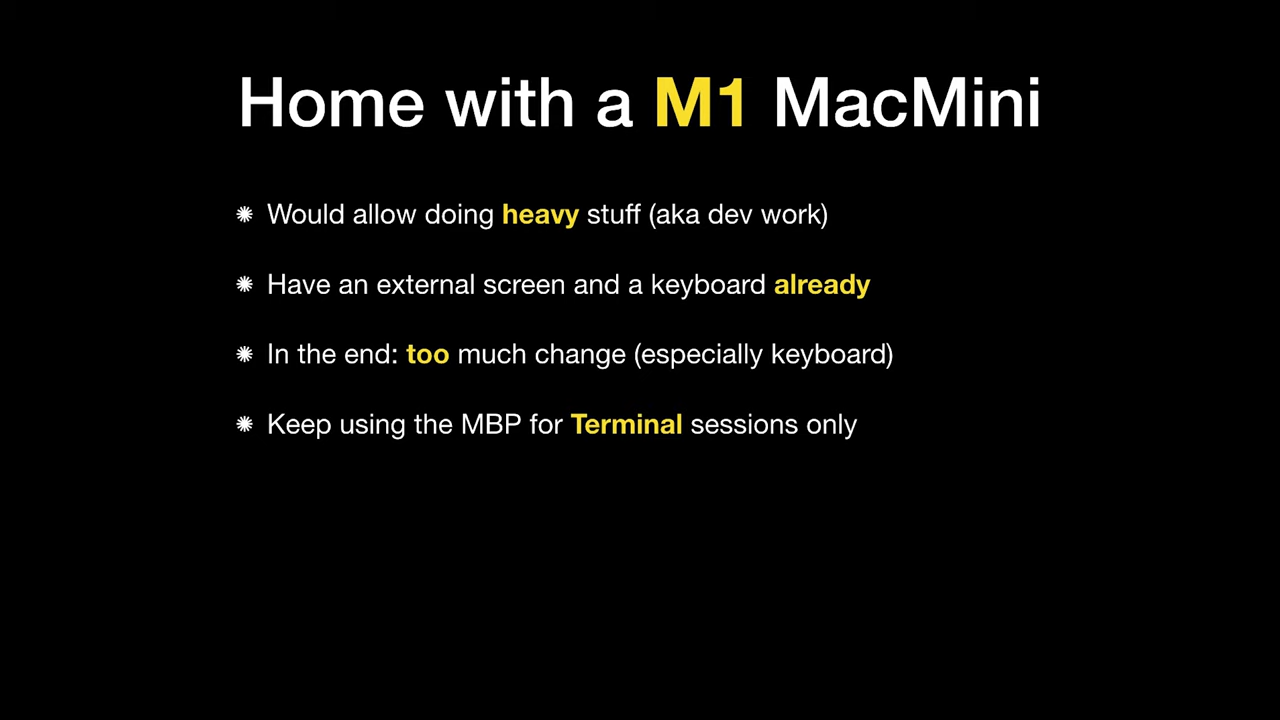 Home with a M1 MacMini
✺ Would allow doing heavy stuff (aka dev work)
✺ Have an external screen and a keyboard already
✺ In the end: too much change (especially keyboard)
✺ Keep using the MBP for Terminal sessions only